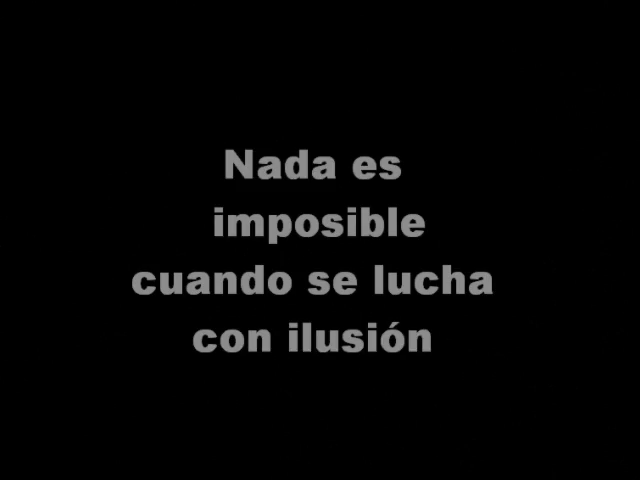 Nada es
imposible
cuando se lucha
con ilusión